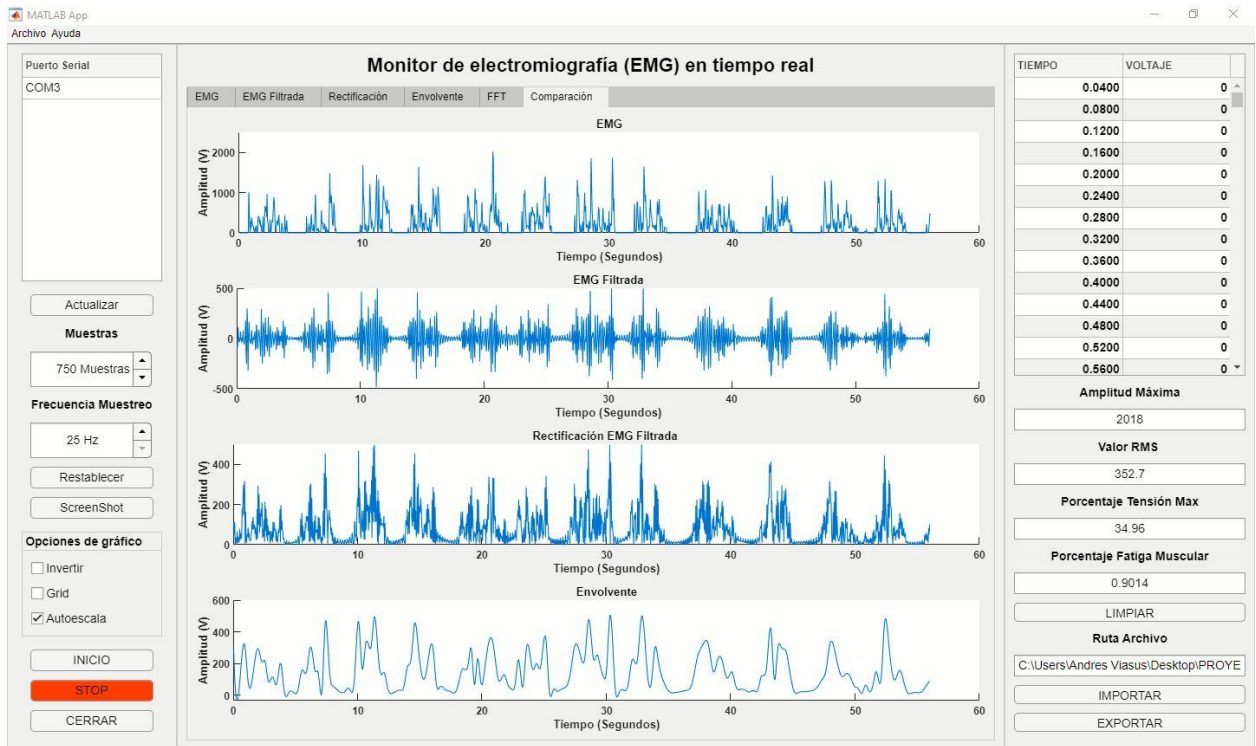 MATLAB App
Archivo Ayuda
Puerto Serial
COM3
Actualizar
Muestras
750 Muestras
Frecuencia Muestreo
25 Hz
Restablecer
ScreenShot
Opciones de gráfico
Invertir
Grid
Autoescala
INICIO
STOP
CERRAR
Monitor de electromiografía (EMG) en tiempo real
EMG EMG Filtrada Rectificación Envolvente FFT Comparación
EMG
Amplitud (V)
2000
1000
0
0 10 20 30 40 50 60
Tiempo (Segundos)
EMG Filtrada
Amplitud (V)
500
0
-500
0 10 20 30 40 50 60
Tiempo (Segundos)
Rectificación EMG Filtrada
Amplitud (V)
400
200
0
0 10 20 30 40 50 60
Tiempo (Segundos)
Envolvente
Amplitud (V)
600
400
200
0
0 10 20 30 40 50 60
Tiempo (Segundos)
TIEMPO VOLTAJE
0.0400 0
0.0800 0
0.1200 0
0.1600 0
0.2000 0
0.2400 0
0.2800 0
0.3200 0
0.3600 0
0.4000 0
0.4400 0
0.4800 0
0.5200 0
0.5600 0
Amplitud Máxima
2018
Valor RMS
352.7
Porcentaje Tensión Max
34.96
Porcentaje Fatiga Muscular
0.9014
LIMPIAR
Ruta Archivo
C:\Users\Andres Viasus\Desktop\PROYE
IMPORTAR
EXPORTAR